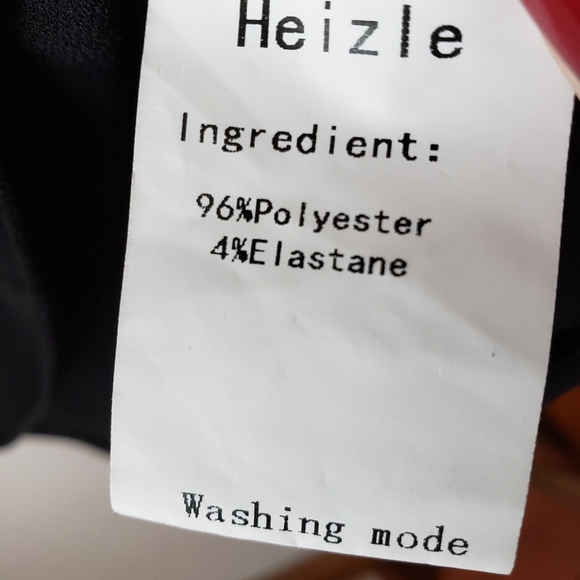 Heizle
Ingredient:
96%Polyester
4%Elastane
Washing mode